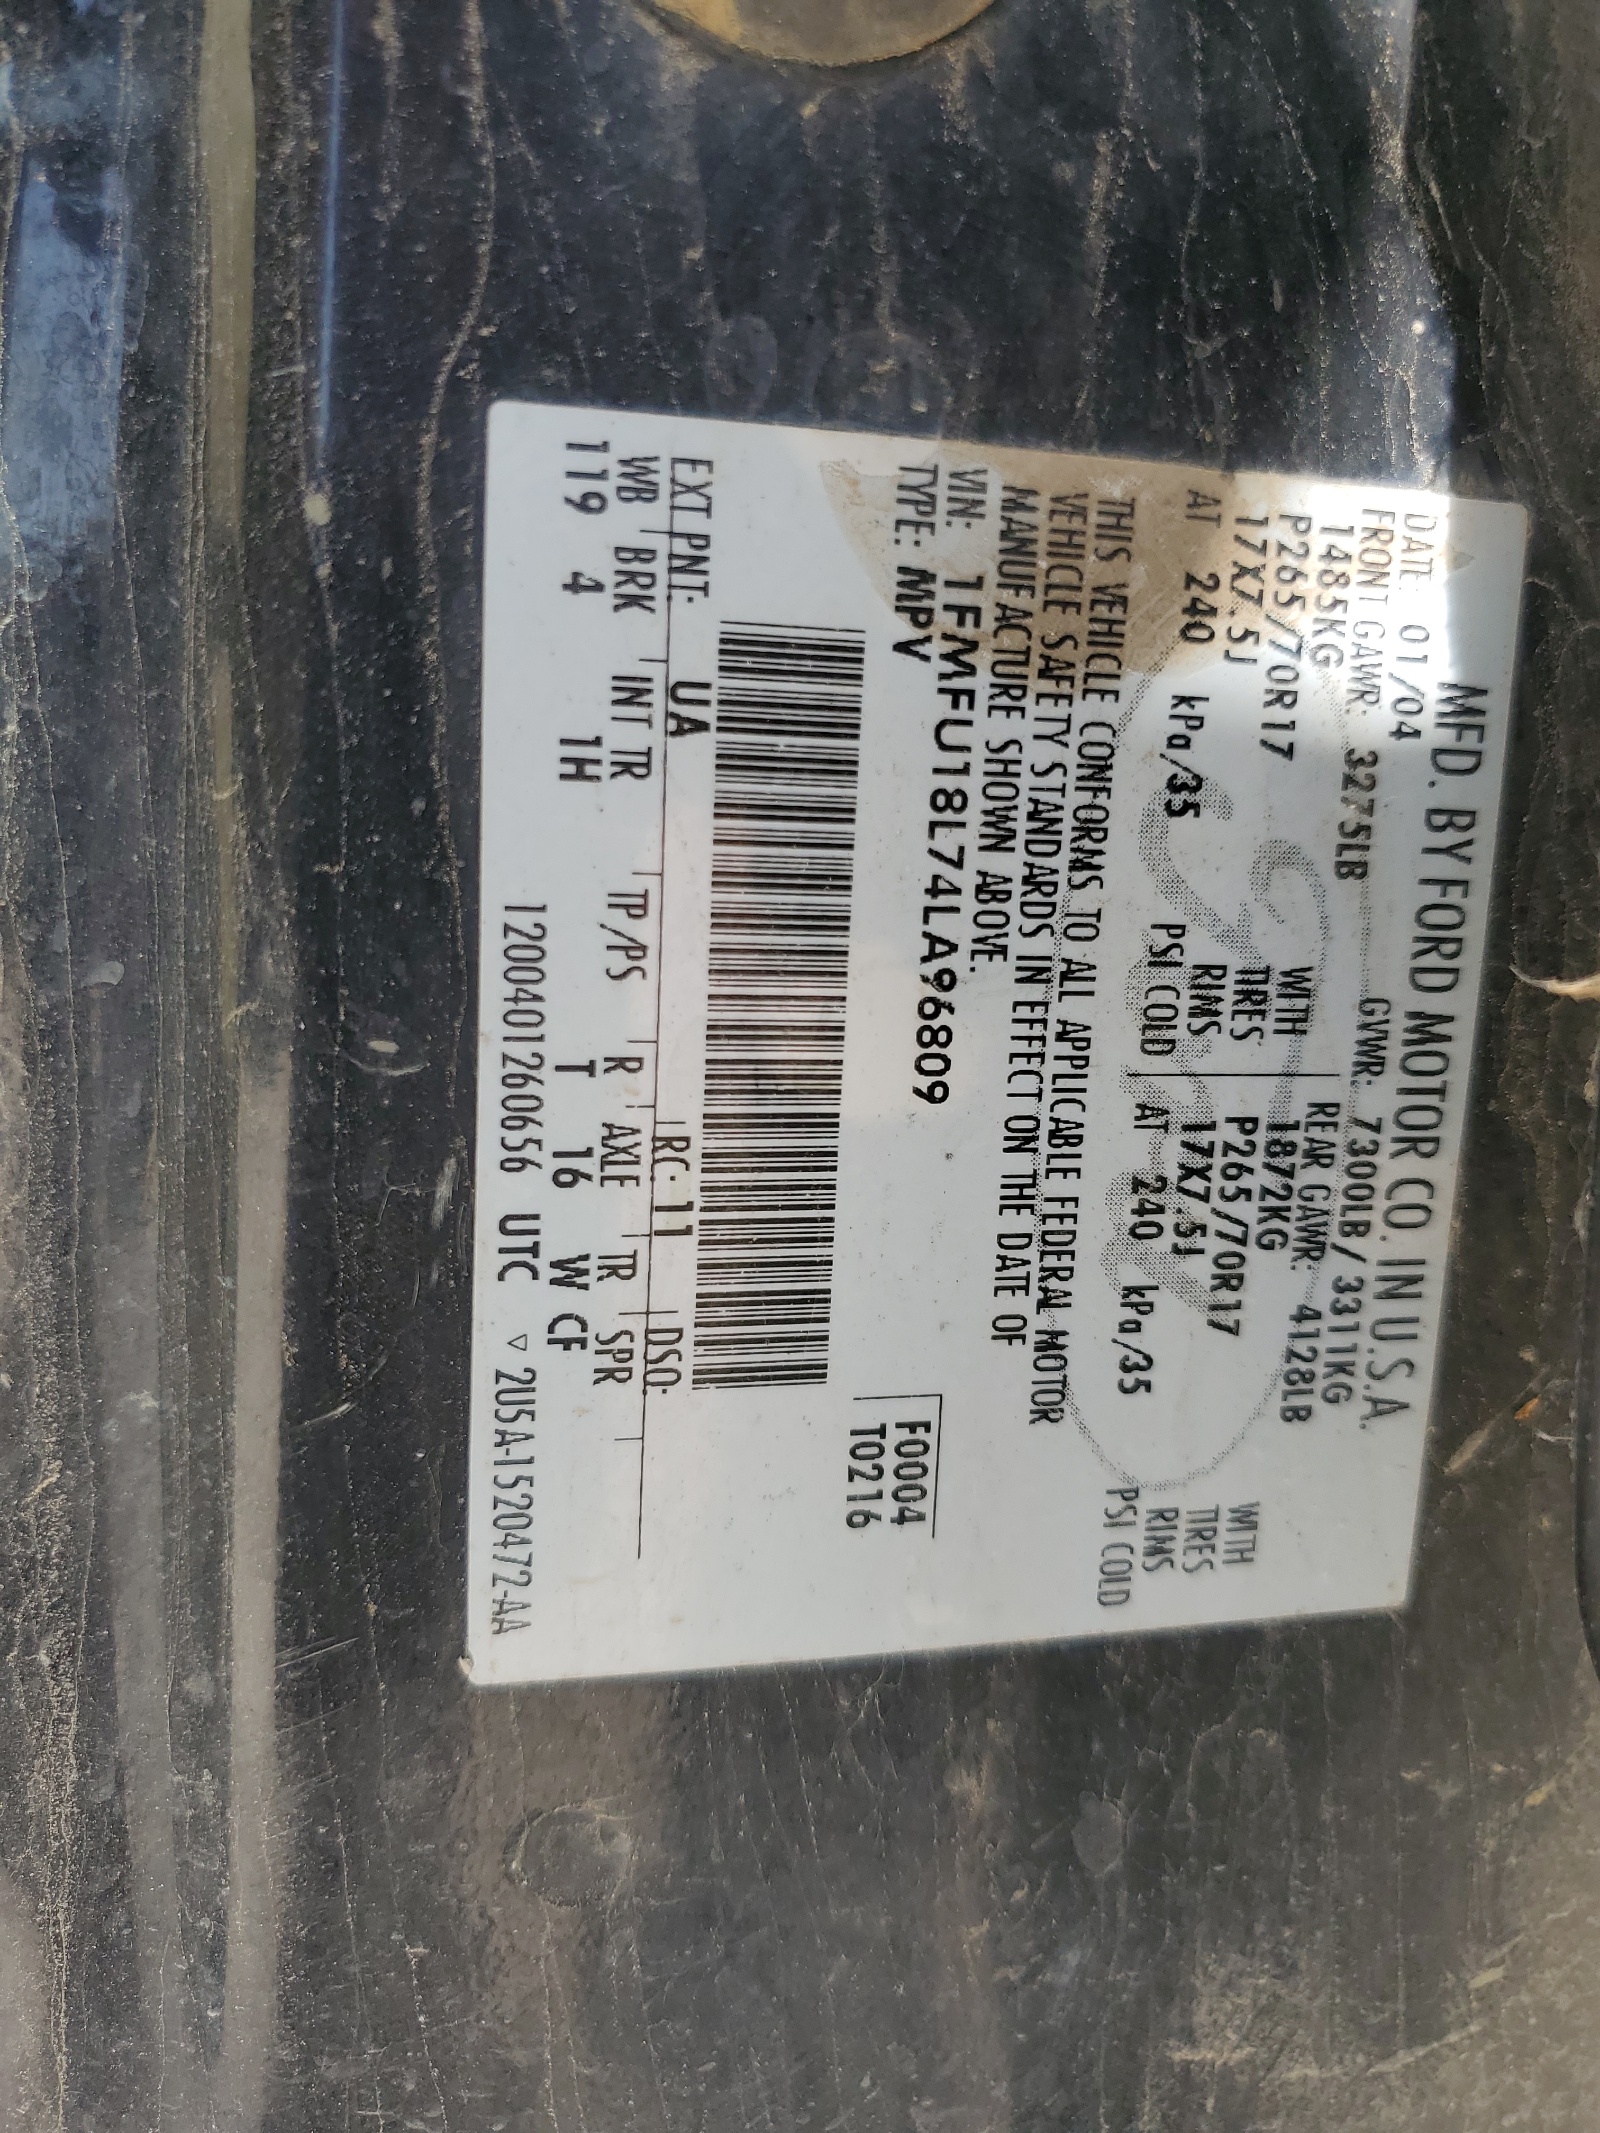 MFD. BY FORD MOTOR CO. IN U.S.A.
DATE: 01/04 GVWR: 7300LB/ 3311KG
FRONT GAWR: 3275LB REAR GAWR: 4128LB
1485KG WITH 1872KG WITH
P265/70R17 TIRES P265/70R17 TIRES
17X7.5J RIMS 17X7.5J RIMS
AT 240 kPa/35 PSI COLD AT 240 kPa/35 PSI COLD
THIS VEHICLE CONFORMS TO ALL APPLICABLE FEDERAL MOTOR
VEHICLE SAFETY STANDARDS IN EFFECT ON THE DATE OF
MANUFACTURE SHOWN ABOVE.
VIN: 1FMFU18L74LA96809
TYPE: MPV
F0004
T0216
EXT PNT: UA RC: 11 DSO:
WB BRK INT TR TP/PS R AXLE TR SPR
119 4 1H T 16 W CF
1200401260656 UTC ▽ 2U5A-1520472-AA